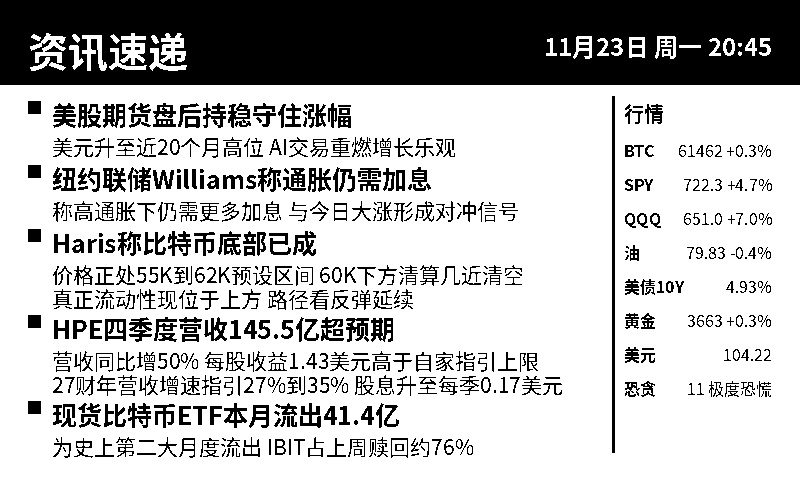 资讯速递
11月23日 周一 20:45
美股期货盘后持稳守住涨幅
美元升至近20个月高位 AI交易重燃增长乐观
纽约联储Williams称通胀仍需加息
称高通胀下仍需更多加息 与今日大涨形成对冲信号
Haris称比特币底部已成
价格正处55K到62K预设区间 60K下方清算几近清空
真正流动性现位于上方 路径看反弹延续
HPE四季度营收145.5亿超预期
营收同比增50% 每股收益1.43美元高于自家指引上限
27财年营收增速指引27%到35% 股息升至每季0.17美元
现货比特币ETF本月流出41.4亿
为史上第二大月度流出 IBIT占上周赎回约76%
行情
BTC 61462 +0.3%
SPY 722.3 +4.7%
QQQ 651.0 +7.0%
油 79.83 -0.4%
美债10Y 4.93%
黄金 3663 +0.3%
美元 104.22
恐贪 11 极度恐慌